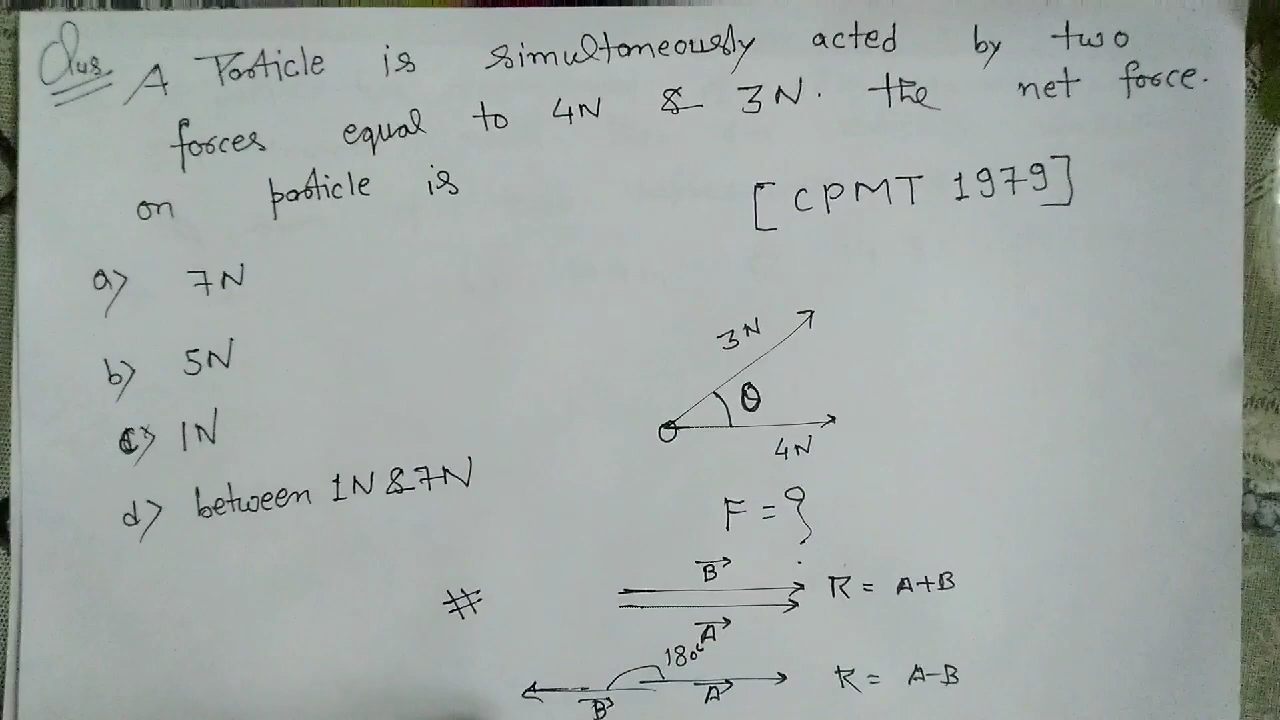 Ques A Particle is simultaneously acted by two
forces equal to 4N & 3N. the net force.
on particle is
[CPMT 1979]
a) 7N
b) 5N
c) 1N
d) between 1N & 7N
3N
θ
4N
F = ?
# B→ R = A+B
A→
180°
B→ A→ R = A-B